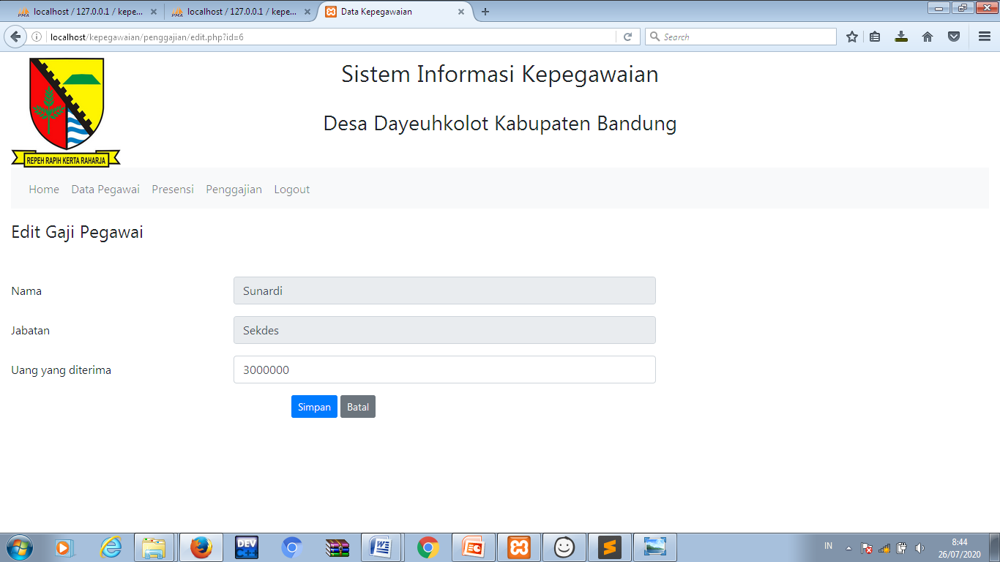 localhost / 127.0.0.1 / kepe...
localhost / 127.0.0.1 / kepe...
Data Kepegawaian
localhost/kepegawaian/penggajian/edit.php?id=6
Search
Sistem Informasi Kepegawaian
Desa Dayeuhkolot Kabupaten Bandung
REPEH RAPIH KERTA RAHARJA
Home Data Pegawai Presensi Penggajian Logout
Edit Gaji Pegawai
Nama Sunardi
Jabatan Sekdes
Uang yang diterima 3000000
Simpan Batal
DEV
C++
IN
8:44
26/07/2020